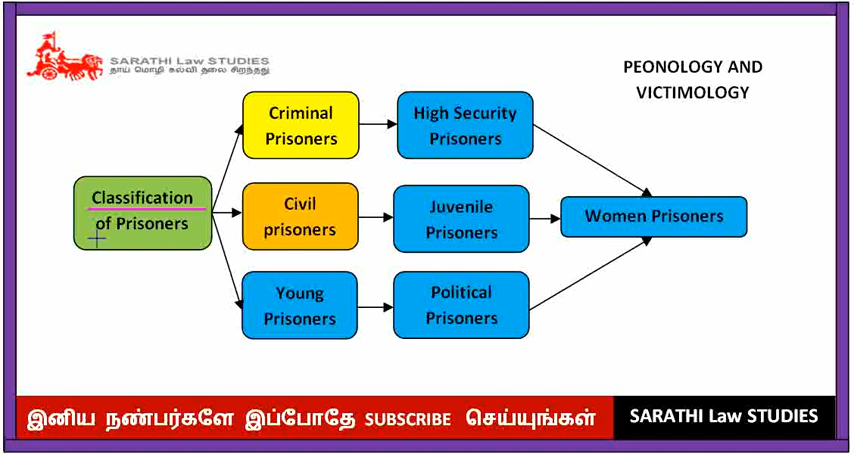 SARATHI Law STUDIES
தாய் மொழி கல்வி தலை சிறந்தது
PEONOLOGY AND
VICTIMOLOGY
Classification
of Prisoners
Criminal
Prisoners
High Security
Prisoners
Civil
prisoners
Juvenile
Prisoners
Women Prisoners
Young
Prisoners
Political
Prisoners
இனிய நண்பர்களே இப்போதே SUBSCRIBE செய்யுங்கள்
SARATHI Law STUDIES